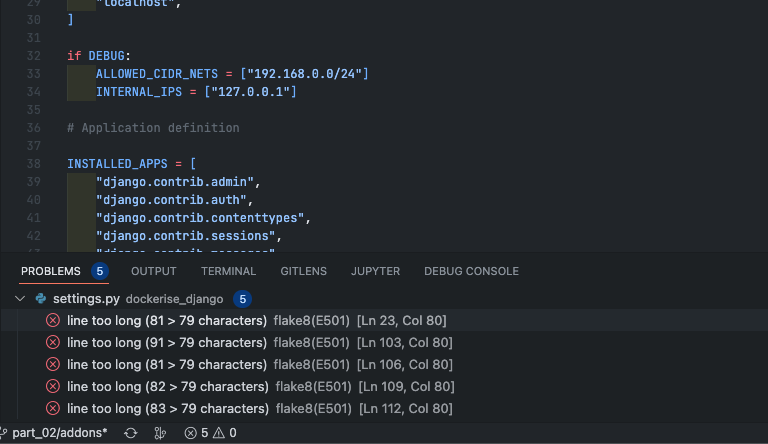 29 "localhost",
30 ]
31
32 if DEBUG:
33 ALLOWED_CIDR_NETS = ["192.168.0.0/24"]
34 INTERNAL_IPS = ["127.0.0.1"]
35
36 # Application definition
37
38 INSTALLED_APPS = [
39 "django.contrib.admin",
40 "django.contrib.auth",
41 "django.contrib.contenttypes",
42 "django.contrib.sessions",
PROBLEMS 5 OUTPUT TERMINAL GITLENS JUPYTER DEBUG CONSOLE
settings.py dockerise_django 5
line too long (81 > 79 characters) flake8(E501) [Ln 23, Col 80]
line too long (91 > 79 characters) flake8(E501) [Ln 103, Col 80]
line too long (81 > 79 characters) flake8(E501) [Ln 106, Col 80]
line too long (82 > 79 characters) flake8(E501) [Ln 109, Col 80]
line too long (83 > 79 characters) flake8(E501) [Ln 112, Col 80]
part_02/addons* 5 0